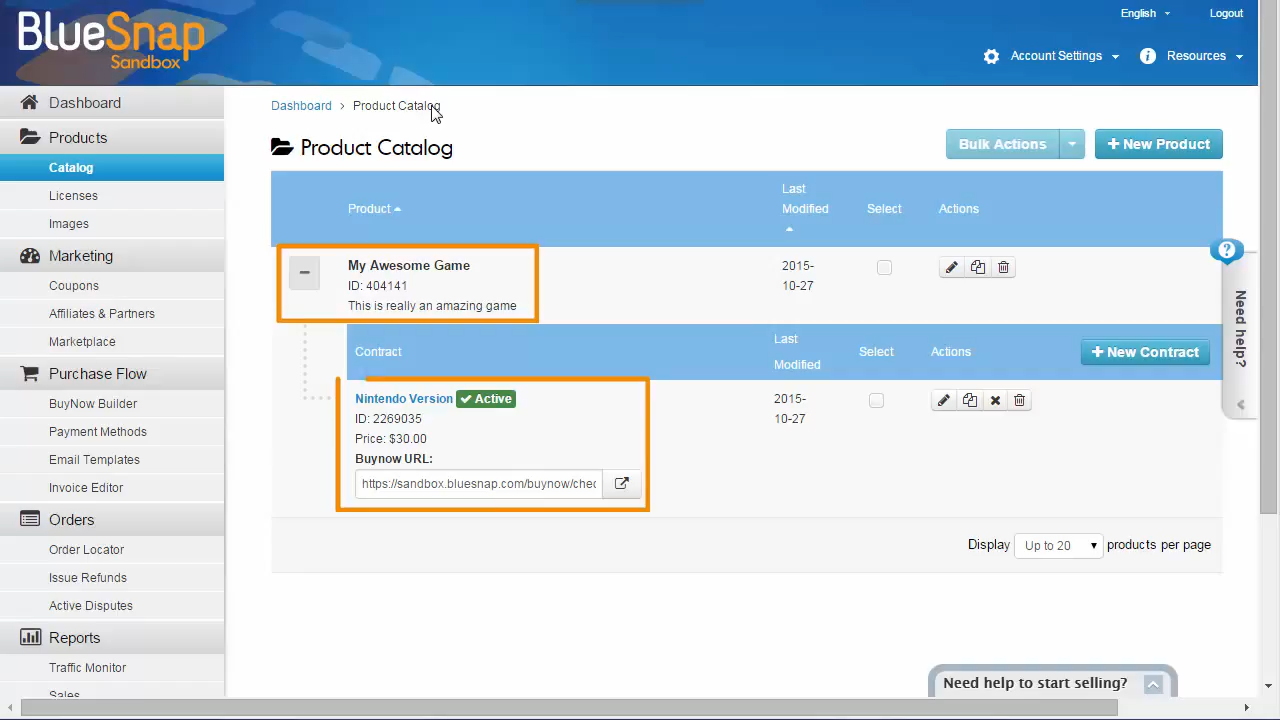 BlueSnap
Sandbox
English
Logout
Account Settings
Resources
Dashboard
Products
Catalog
Licenses
Images
Marketing
Coupons
Affiliates & Partners
Marketplace
Purchase Flow
BuyNow Builder
Payment Methods
Email Templates
Invoice Editor
Orders
Order Locator
Issue Refunds
Active Disputes
Reports
Traffic Monitor
Sales
Dashboard > Product Catalog
Product Catalog
Bulk Actions
+ New Product
Product
Last
Modified
Select
Actions
My Awesome Game
ID: 404141
This is really an amazing game
2015-
10-27
Contract
Last
Modified
Select
Actions
+ New Contract
Nintendo Version Active
ID: 2269035
Price: $30.00
Buynow URL:
https://sandbox.bluesnap.com/buynow/chec
2015-
10-27
Display Up to 20 products per page
? Need help?
Need help to start selling?